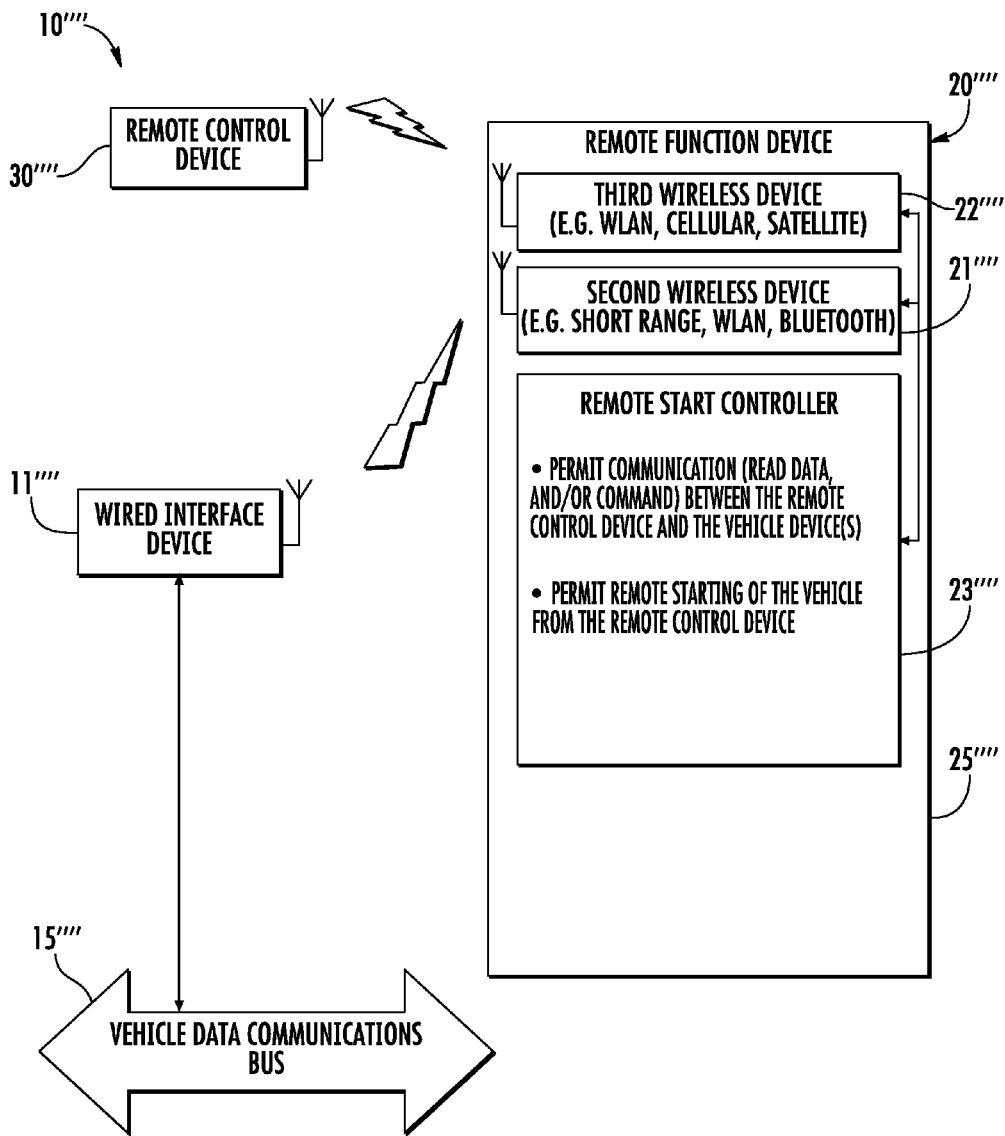 10''''
REMOTE CONTROL
DEVICE
30''''
20''''
REMOTE FUNCTION DEVICE
THIRD WIRELESS DEVICE
(E.G. WLAN, CELLULAR, SATELLITE)
22''''
21''''
SECOND WIRELESS DEVICE
(E.G. SHORT RANGE, WLAN, BLUETOOTH)
REMOTE START CONTROLLER
• PERMIT COMMUNICATION (READ DATA,
AND/OR COMMAND) BETWEEN THE REMOTE
CONTROL DEVICE AND THE VEHICLE DEVICE(S)
• PERMIT REMOTE STARTING OF THE VEHICLE
FROM THE REMOTE CONTROL DEVICE
23''''
25''''
11''''
WIRED INTERFACE
DEVICE
15''''
VEHICLE DATA COMMUNICATIONS
BUS